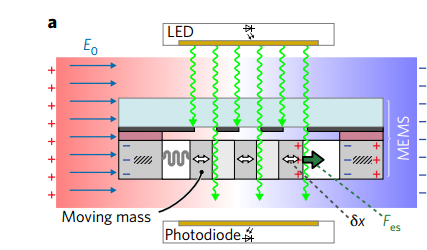 a
LED
E0
MEMS
Moving mass
δx
Fes
Photodiode